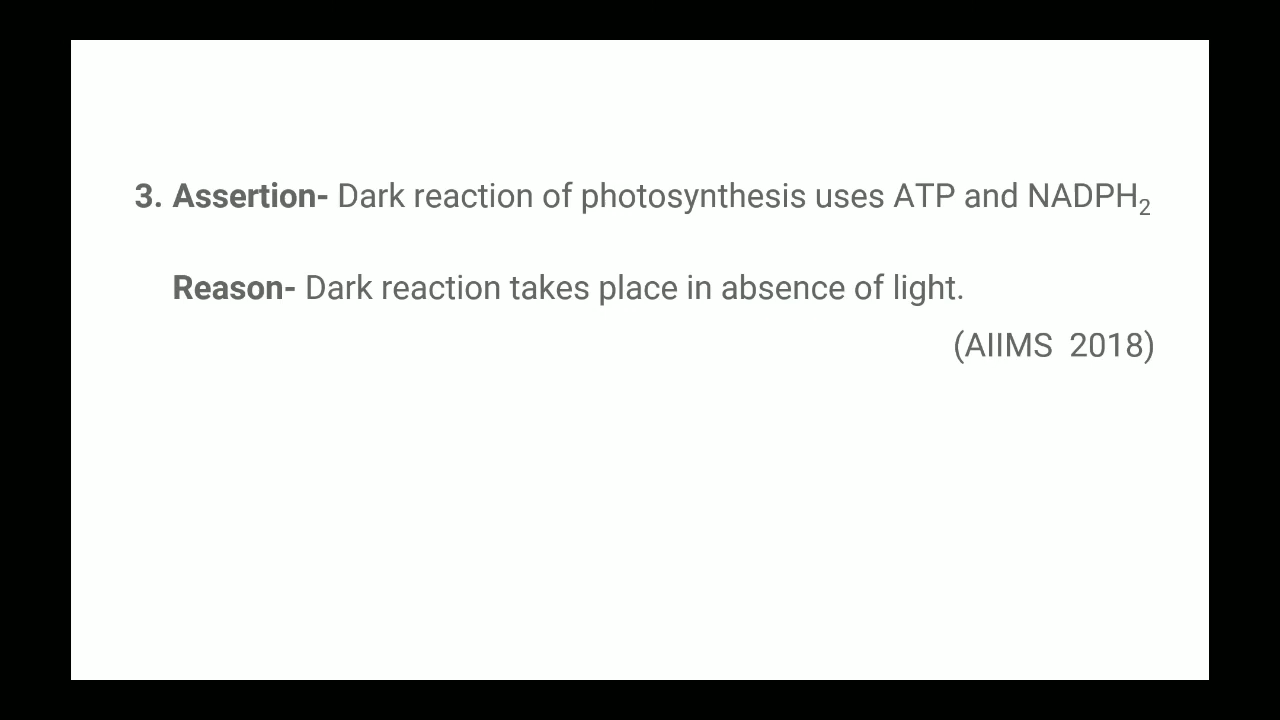 3. Assertion- Dark reaction of photosynthesis uses ATP and NADPH₂
Reason- Dark reaction takes place in absence of light.
(AIIMS 2018)